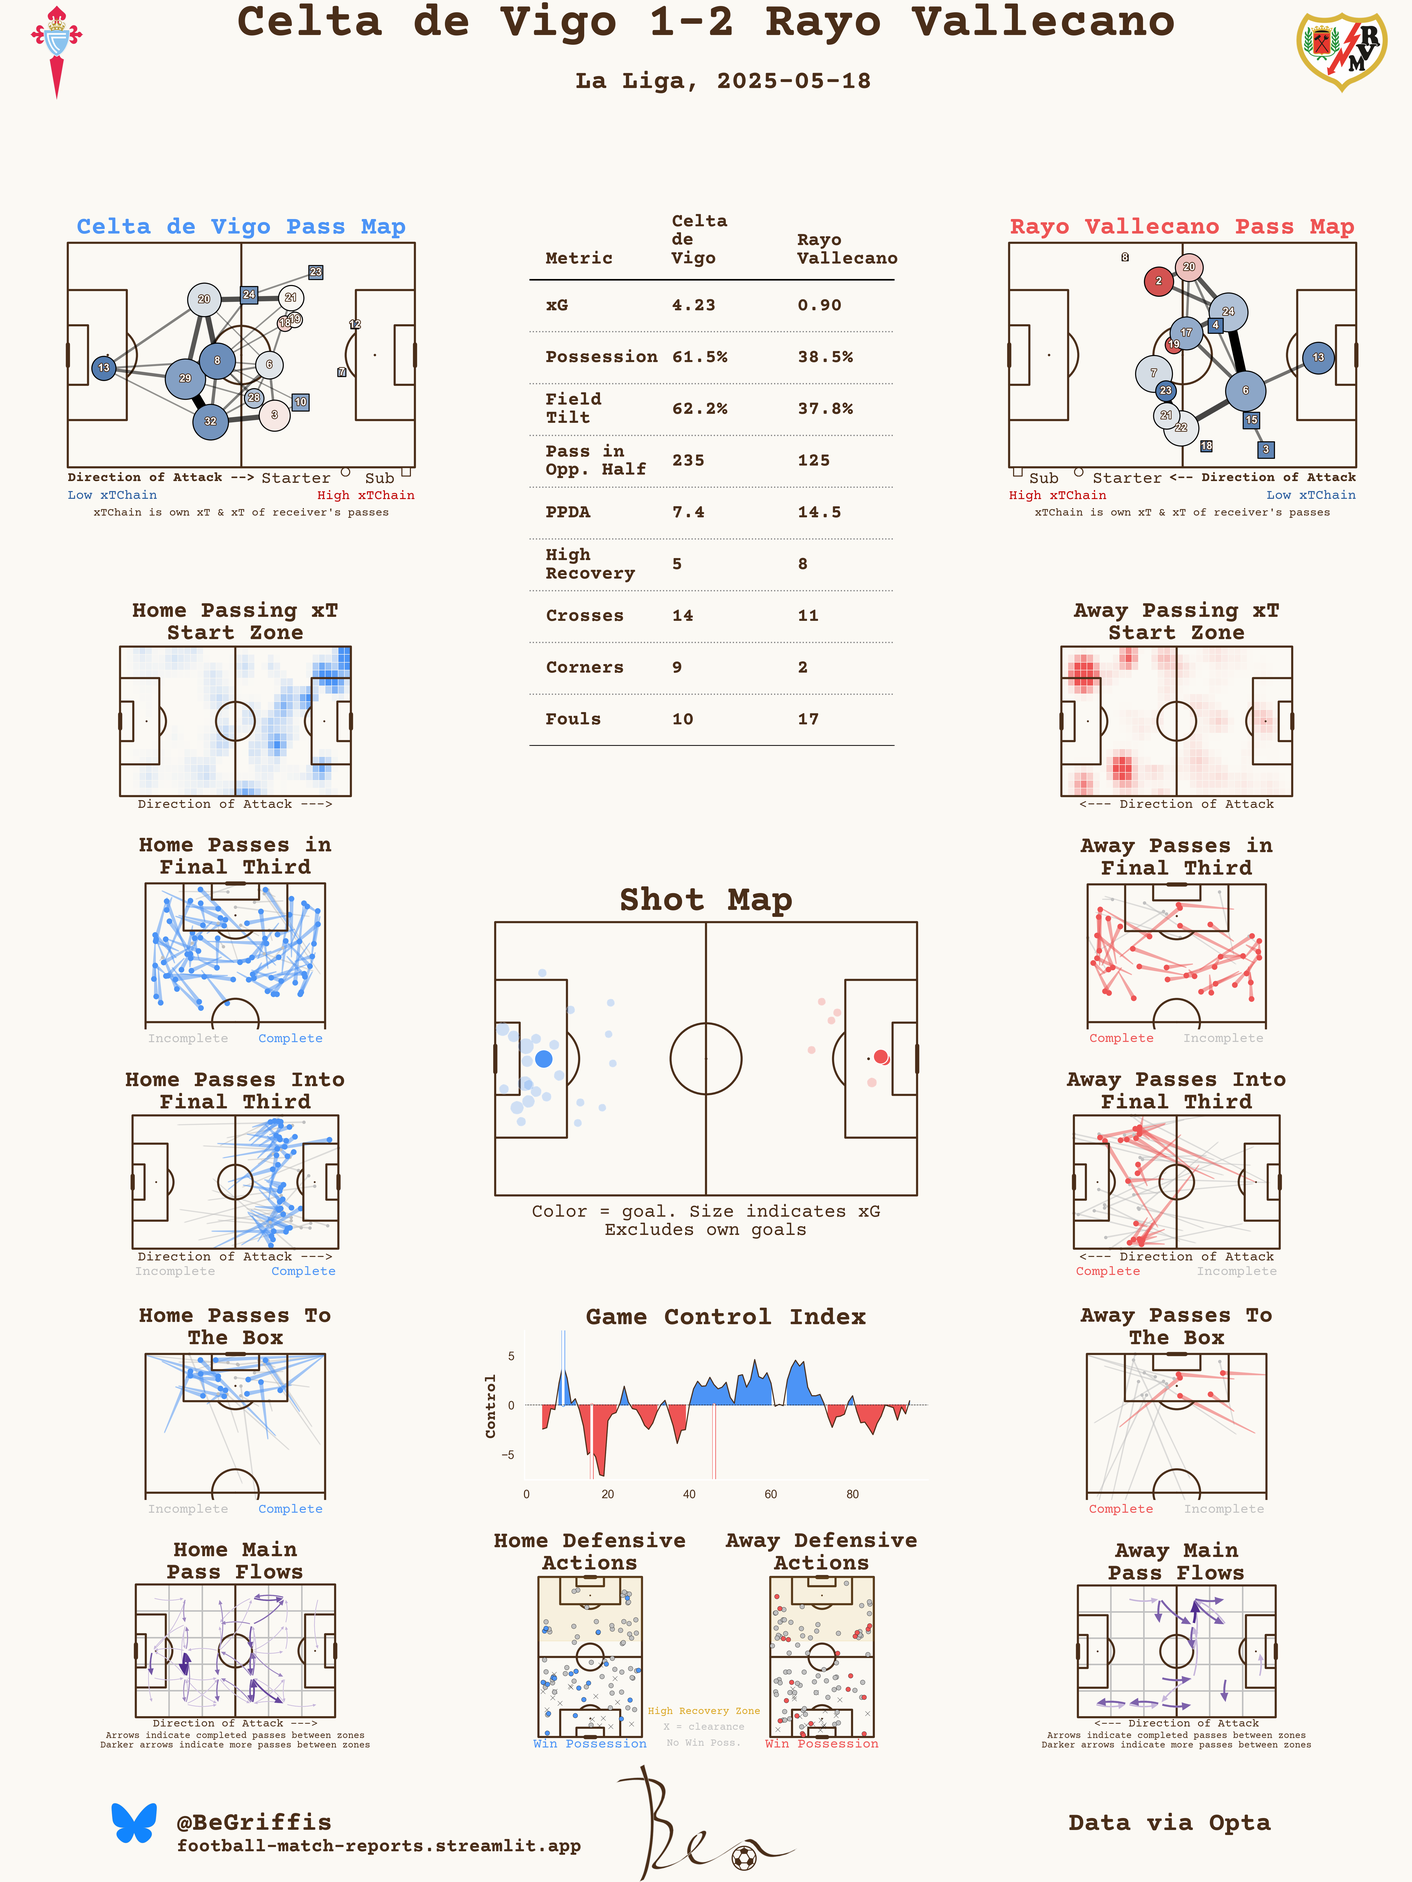 Celta de Vigo 1-2 Rayo Vallecano
La Liga, 2025-05-18
Celta de Vigo Pass Map
23
24
20
21
18
19
12
8
13
6
7
29
28
10
3
32
Direction of Attack --> Starter Sub
Low xTChain High xTChain
xTChain is own xT & xT of receiver's passes
Metric Celta de Vigo Rayo Vallecano
xG 4.23 0.90
Possession 61.5% 38.5%
Field Tilt 62.2% 37.8%
Pass in Opp. Half 235 125
PPDA 7.4 14.5
High Recovery 5 8
Crosses 14 11
Corners 9 2
Fouls 10 17
Rayo Vallecano Pass Map
8
20
2
24
4
17
19
13
7
23
6
21
22
15
18
3
Sub Starter <-- Direction of Attack
High xTChain Low xTChain
xTChain is own xT & xT of receiver's passes
Home Passing xT
Start Zone
Direction of Attack --->
Away Passing xT
Start Zone
<--- Direction of Attack
Home Passes in
Final Third
Incomplete Complete
Away Passes in
Final Third
Complete Incomplete
Shot Map
Color = goal. Size indicates xG
Excludes own goals
Home Passes Into
Final Third
Direction of Attack --->
Incomplete Complete
Away Passes Into
Final Third
<--- Direction of Attack
Complete Incomplete
Home Passes To
The Box
Incomplete Complete
Game Control Index
Control
5
0
−5
0 20 40 60 80
Away Passes To
The Box
Complete Incomplete
Home Main
Pass Flows
Direction of Attack --->
Arrows indicate completed passes between zones
Darker arrows indicate more passes between zones
Home Defensive
Actions
Win Possession
Away Defensive
Actions
Win Possession
High Recovery Zone
X = clearance
No Win Poss.
Away Main
Pass Flows
<--- Direction of Attack
Arrows indicate completed passes between zones
Darker arrows indicate more passes between zones
@BeGriffis
football-match-reports.streamlit.app
Ben
Data via Opta